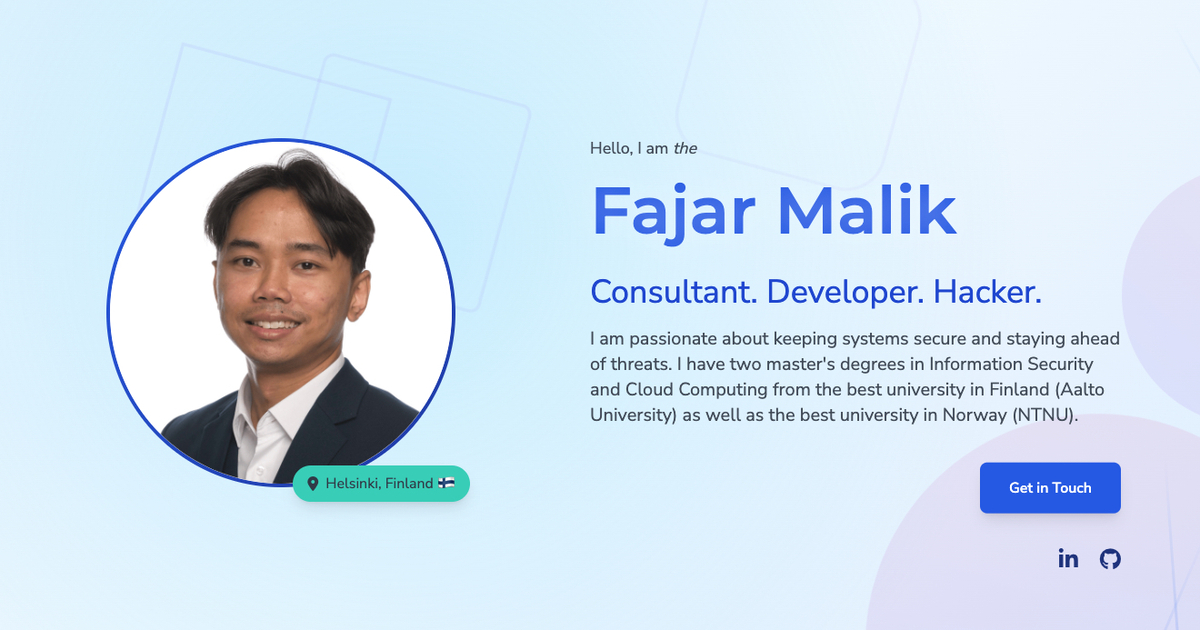 Hello, I am the
Fajar Malik
Consultant. Developer. Hacker.
I am passionate about keeping systems secure and staying ahead
of threats. I have two master's degrees in Information Security
and Cloud Computing from the best university in Finland (Aalto
University) as well as the best university in Norway (NTNU).
Helsinki, Finland 🇫🇮
Get in Touch
in